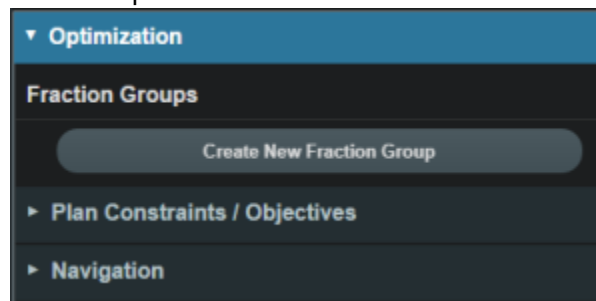 ▾ Optimization
Fraction Groups
Create New Fraction Group
▸ Plan Constraints / Objectives
▸ Navigation